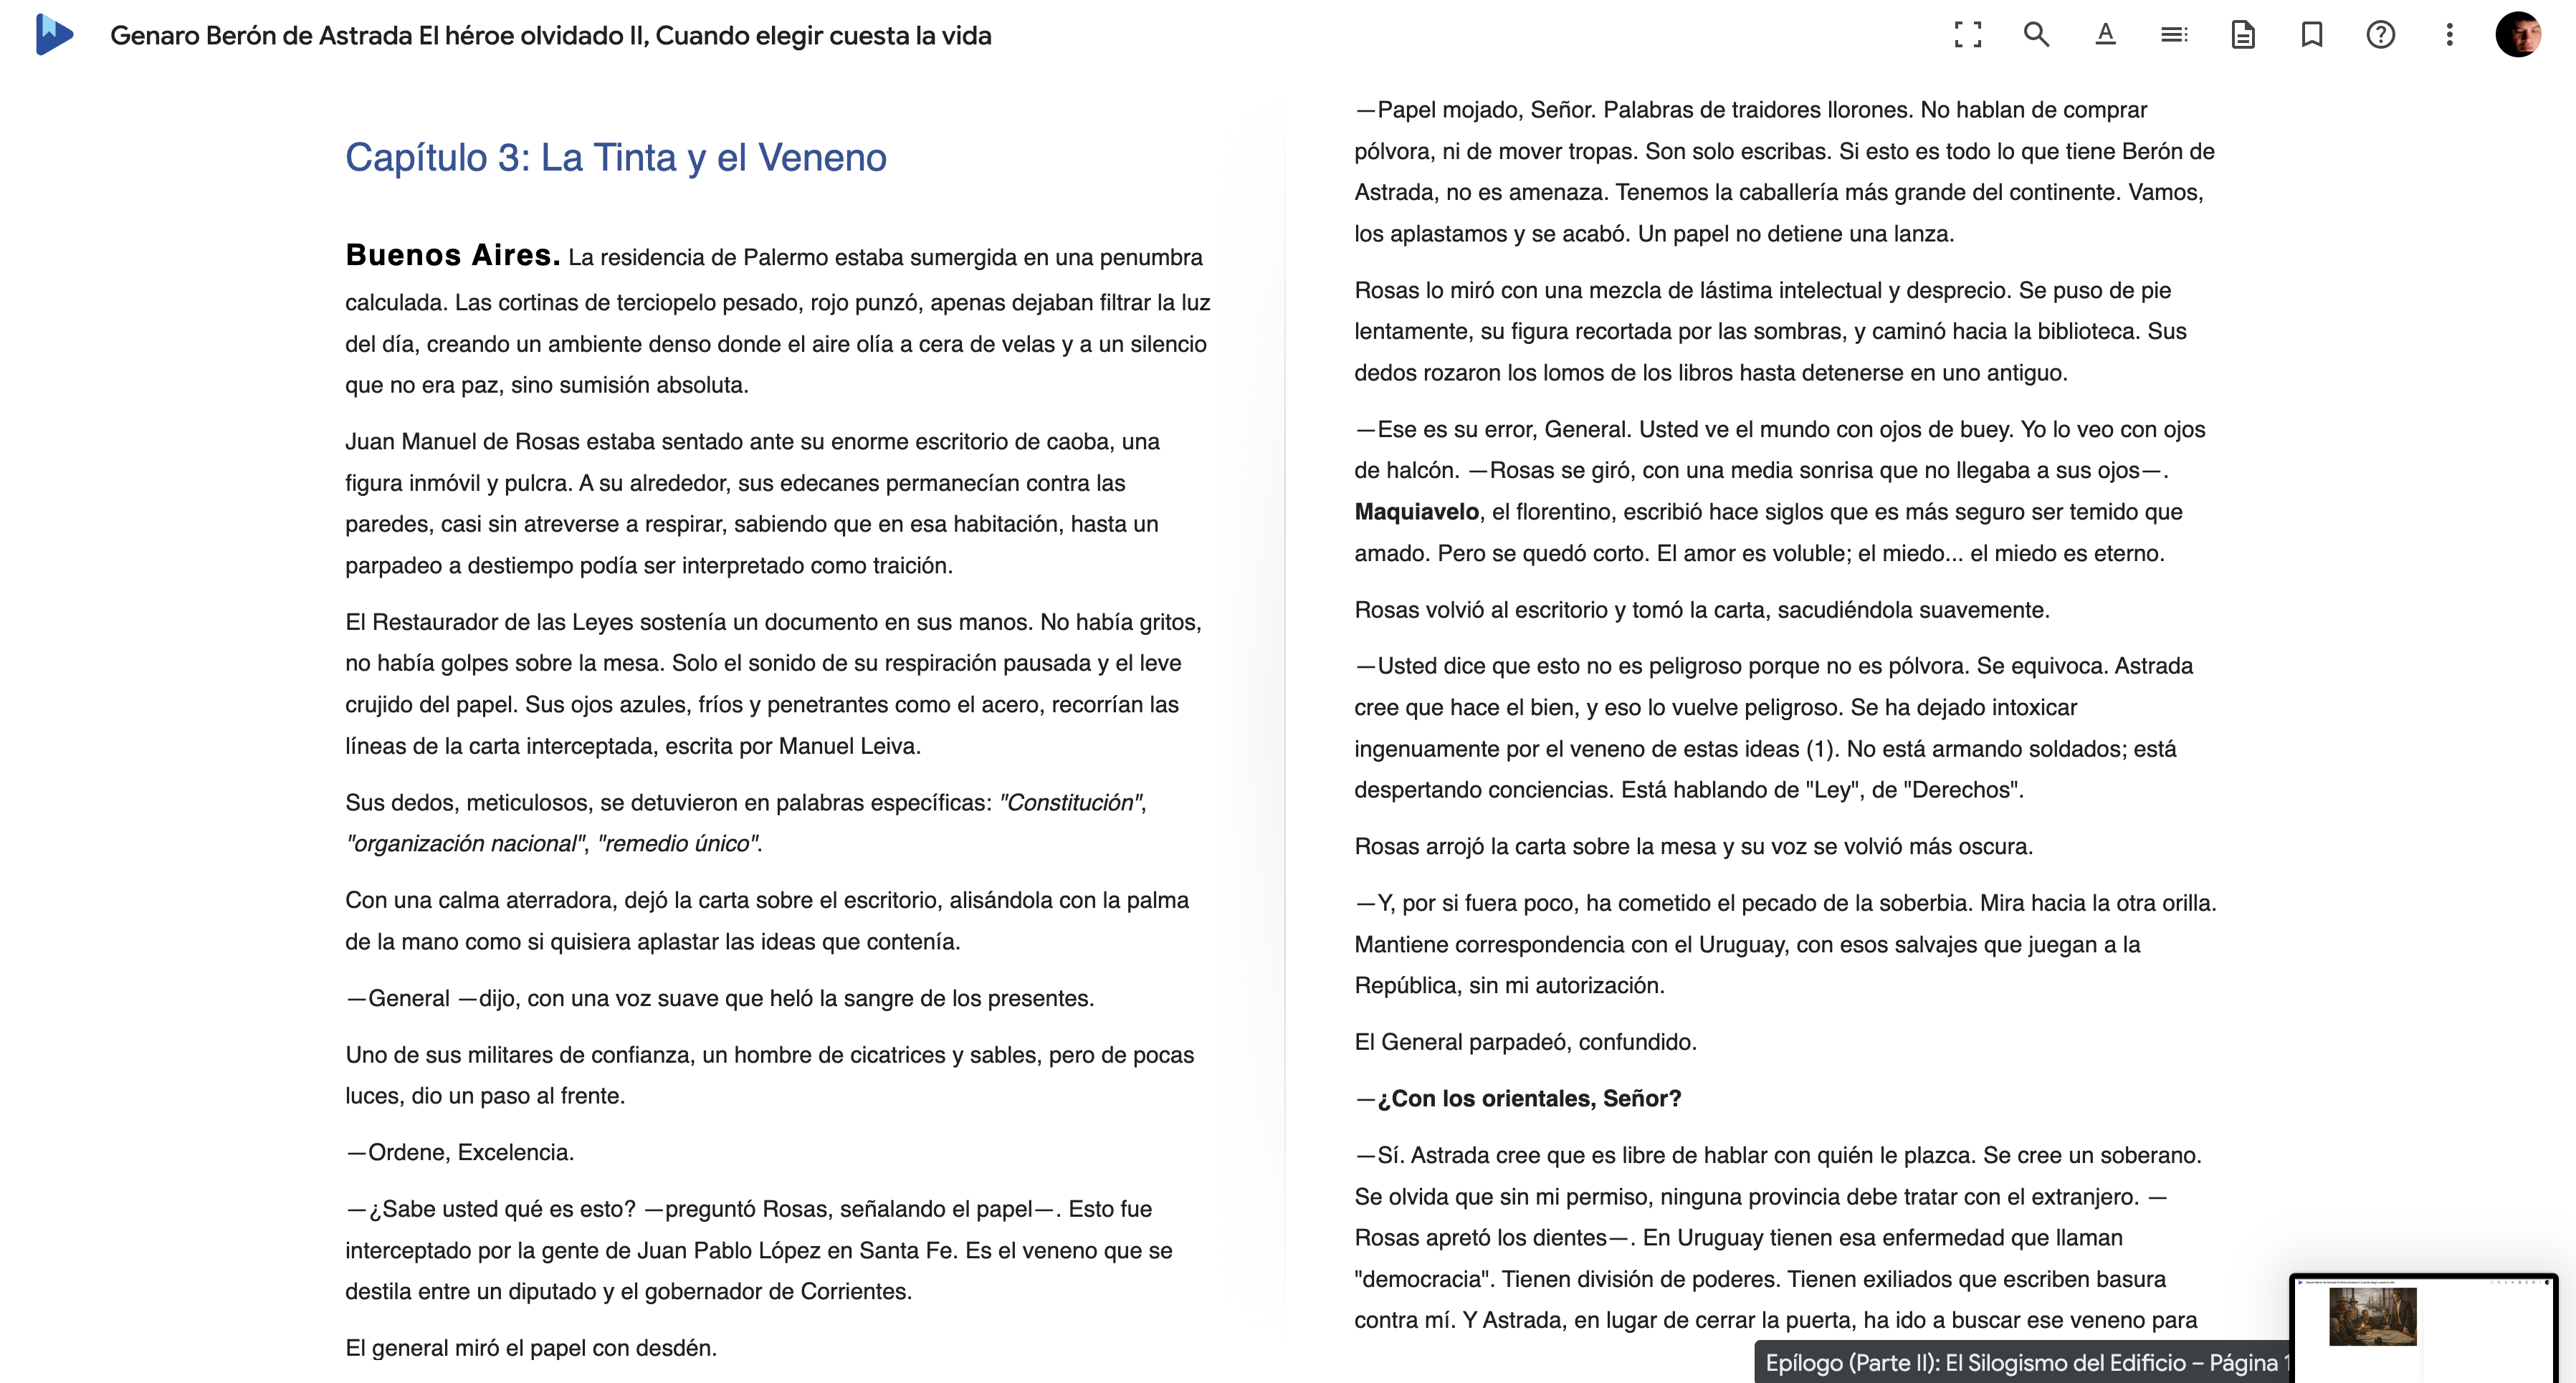 Genaro Berón de Astrada El héroe olvidado II, Cuando elegir cuesta la vida
Capítulo 3: La Tinta y el Veneno
Buenos Aires. La residencia de Palermo estaba sumergida en una penumbra
calculada. Las cortinas de terciopelo pesado, rojo punzó, apenas dejaban filtrar la luz
del día, creando un ambiente denso donde el aire olía a cera de velas y a un silencio
que no era paz, sino sumisión absoluta.
Juan Manuel de Rosas estaba sentado ante su enorme escritorio de caoba, una
figura inmóvil y pulcra. A su alrededor, sus edecanes permanecían contra las
paredes, casi sin atreverse a respirar, sabiendo que en esa habitación, hasta un
parpadeo a destiempo podía ser interpretado como traición.
El Restaurador de las Leyes sostenía un documento en sus manos. No había gritos,
no había golpes sobre la mesa. Solo el sonido de su respiración pausada y el leve
crujido del papel. Sus ojos azules, fríos y penetrantes como el acero, recorrían las
líneas de la carta interceptada, escrita por Manuel Leiva.
Sus dedos, meticulosos, se detuvieron en palabras específicas: "Constitución",
"organización nacional", "remedio único".
Con una calma aterradora, dejó la carta sobre el escritorio, alisándola con la palma
de la mano como si quisiera aplastar las ideas que contenía.
—General —dijo, con una voz suave que heló la sangre de los presentes.
Uno de sus militares de confianza, un hombre de cicatrices y sables, pero de pocas
luces, dio un paso al frente.
—Ordene, Excelencia.
—¿Sabe usted qué es esto? —preguntó Rosas, señalando el papel—. Esto fue
interceptado por la gente de Juan Pablo López en Santa Fe. Es el veneno que se
destila entre un diputado y el gobernador de Corrientes.
El general miró el papel con desdén.
—Papel mojado, Señor. Palabras de traidores llorones. No hablan de comprar
pólvora, ni de mover tropas. Son solo escribas. Si esto es todo lo que tiene Berón de
Astrada, no es amenaza. Tenemos la caballería más grande del continente. Vamos,
los aplastamos y se acabó. Un papel no detiene una lanza.
Rosas lo miró con una mezcla de lástima intelectual y desprecio. Se puso de pie
lentamente, su figura recortada por las sombras, y caminó hacia la biblioteca. Sus
dedos rozaron los lomos de los libros hasta detenerse en uno antiguo.
—Ese es su error, General. Usted ve el mundo con ojos de buey. Yo lo veo con ojos
de halcón. —Rosas se giró, con una media sonrisa que no llegaba a sus ojos—.
Maquiavelo, el florentino, escribió hace siglos que es más seguro ser temido que
amado. Pero se quedó corto. El amor es voluble; el miedo... el miedo es eterno.
Rosas volvió al escritorio y tomó la carta, sacudiéndola suavemente.
—Usted dice que esto no es peligroso porque no es pólvora. Se equivoca. Astrada
cree que hace el bien, y eso lo vuelve peligroso. Se ha dejado intoxicar
ingenuamente por el veneno de estas ideas (1). No está armando soldados; está
despertando conciencias. Está hablando de "Ley", de "Derechos".
Rosas arrojó la carta sobre la mesa y su voz se volvió más oscura.
—Y, por si fuera poco, ha cometido el pecado de la soberbia. Mira hacia la otra orilla.
Mantiene correspondencia con el Uruguay, con esos salvajes que juegan a la
República, sin mi autorización.
El General parpadeó, confundido.
—¿Con los orientales, Señor?
—Sí. Astrada cree que es libre de hablar con quién le plazca. Se cree un soberano.
Se olvida que sin mi permiso, ninguna provincia debe tratar con el extranjero. —
Rosas apretó los dientes—. En Uruguay tienen esa enfermedad que llaman
"democracia". Tienen división de poderes. Tienen exiliados que escriben basura
contra mí. Y Astrada, en lugar de cerrar la puerta, ha ido a buscar ese veneno para
Epílogo (Parte II): El Silogismo del Edificio – Página 1